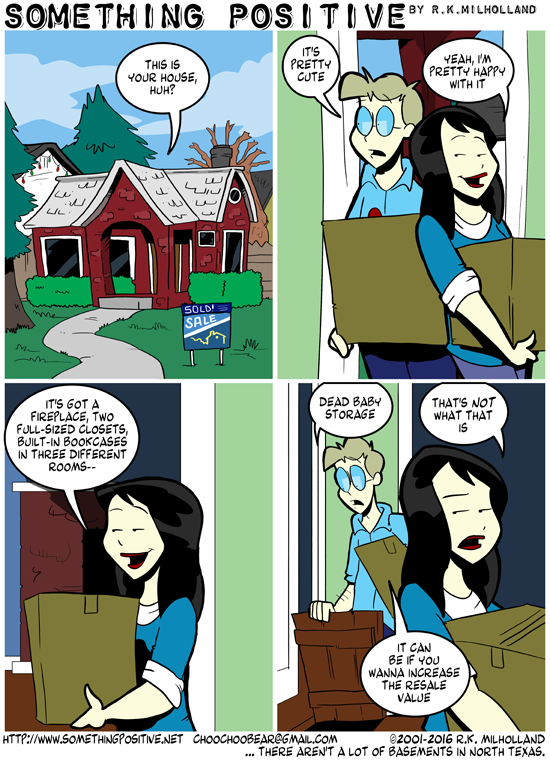 SOMETHING POSITIVE BY R.K.MILHOLLAND
THIS IS
YOUR HOUSE,
HUH?
SOLD!
SALE
IT'S
PRETTY
CUTE
YEAH, I'M
PRETTY HAPPY
WITH IT
IT'S GOT A
FIREPLACE, TWO
FULL-SIZED CLOSETS,
BUILT-IN BOOKCASES
IN THREE DIFFERENT
ROOMS--
DEAD BABY
STORAGE
THAT'S NOT
WHAT THAT
IS
IT CAN
BE IF YOU
WANNA INCREASE
THE RESALE
VALUE
HTTP://WWW.SOMETHINGPOSITIVE.NET CHOOCHOOBEAR@GMAIL.COM ©2001-2016 R.K. MILHOLLAND
... THERE AREN'T A LOT OF BASEMENTS IN NORTH TEXAS.